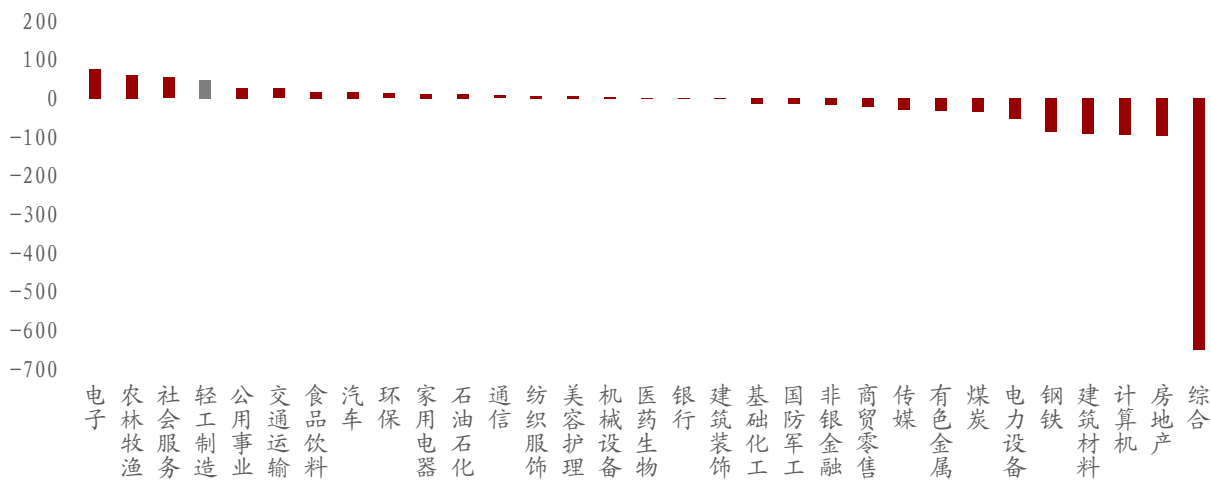 200
100
0
-100
-200
-300
-400
-500
-600
-700
电子
农林牧渔
社会服务
轻工制造
公用事业
交通运输
食品饮料
汽车
环保
家用电器
石油石化
通信
纺织服饰
美容护理
机械设备
医药生物
银行
建筑装饰
基础化工
国防军工
非银金融
商贸零售
传媒
有色金属
煤炭
电力设备
钢铁
建筑材料
计算机
房地产
综合